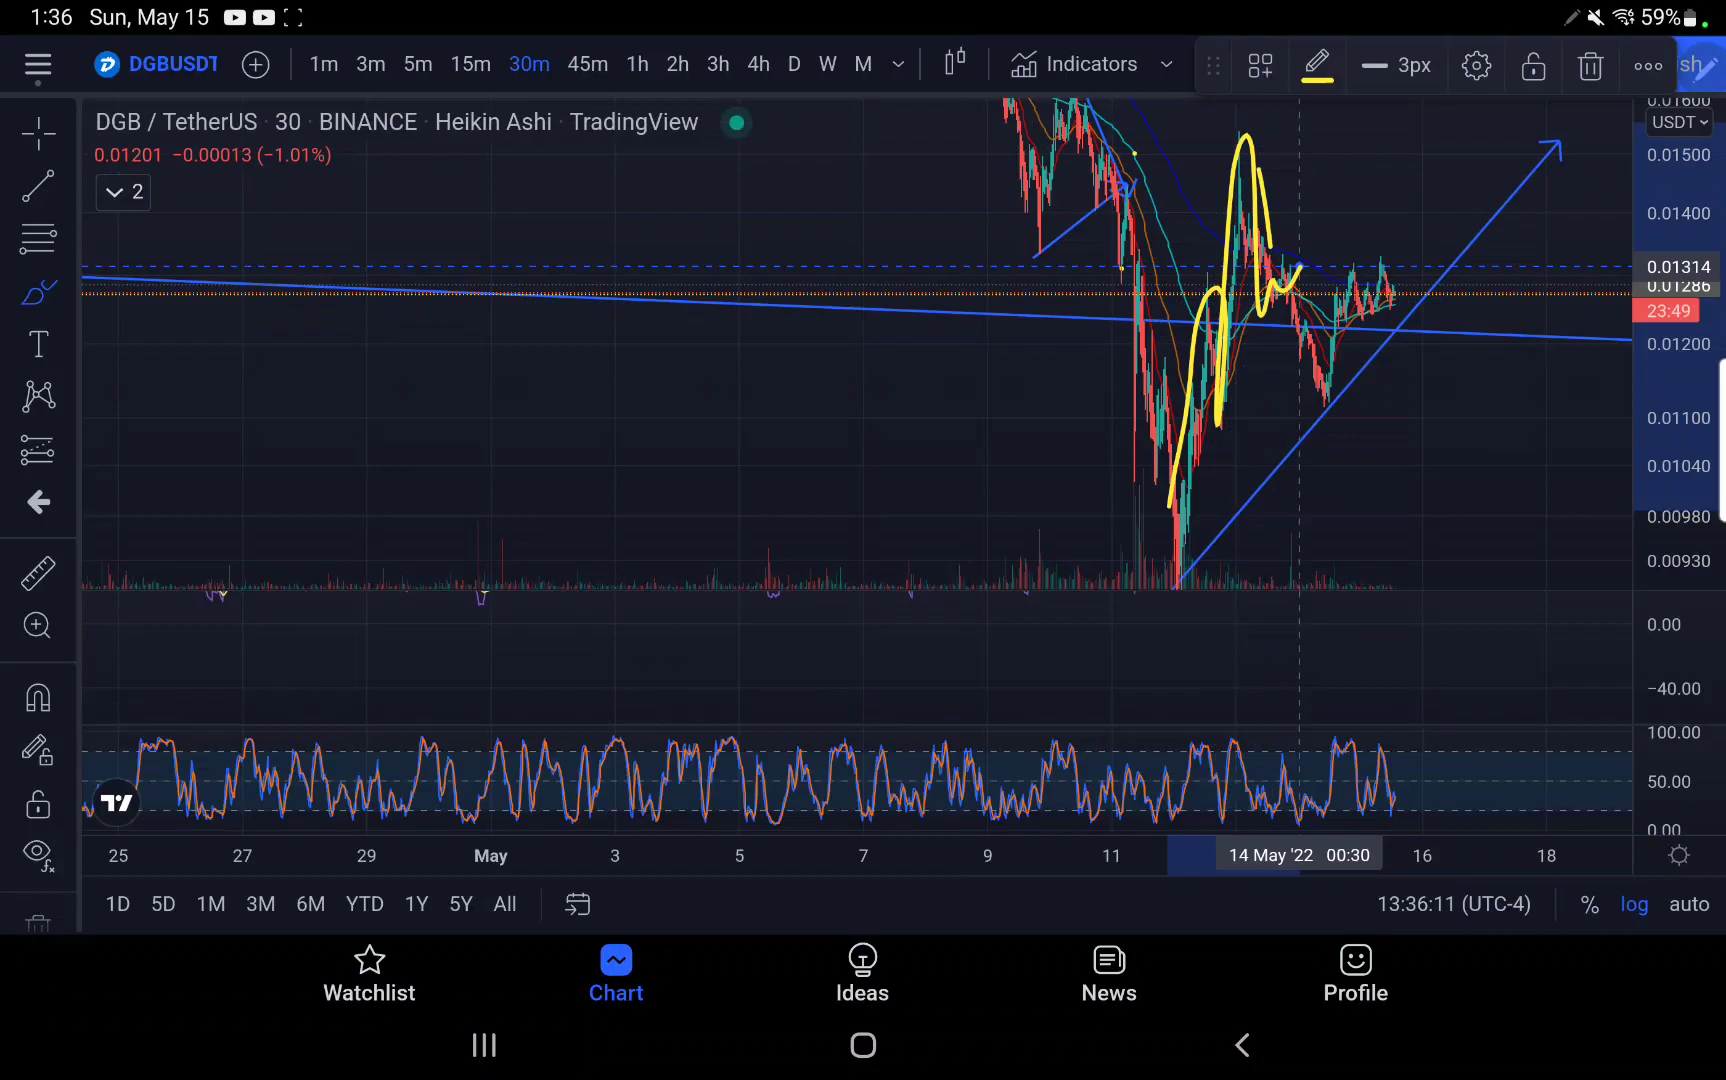 1:36 Sun, May 15 59%
DGBUSDT 1m 3m 5m 15m 30m 45m 1h 2h 3h 4h D W M Indicators 3px sh
DGB / TetherUS · 30 · BINANCE · Heikin Ashi · TradingView
0.01201 −0.00013 (−1.01%)
2
0.01600
USDT
0.01500
0.01400
0.01314
0.01286
23:49
0.01200
0.01100
0.01040
0.00980
0.00930
0.00
−40.00
100.00
50.00
0.00
25 27 29 May 3 5 7 9 11 14 May '22 00:30 16 18
1D 5D 1M 3M 6M YTD 1Y 5Y All 13:36:11 (UTC-4) % log auto
Watchlist Chart Ideas News Profile